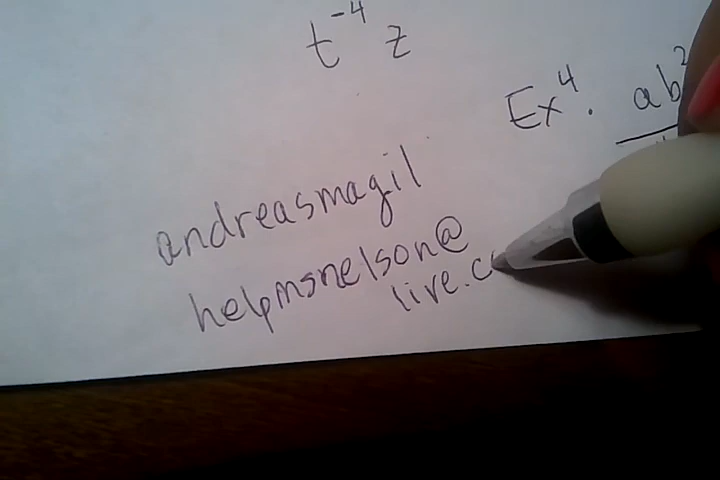 t⁻⁴ z
Ex⁴. ab²
andreasmagil
helpmsnelson@
live.c